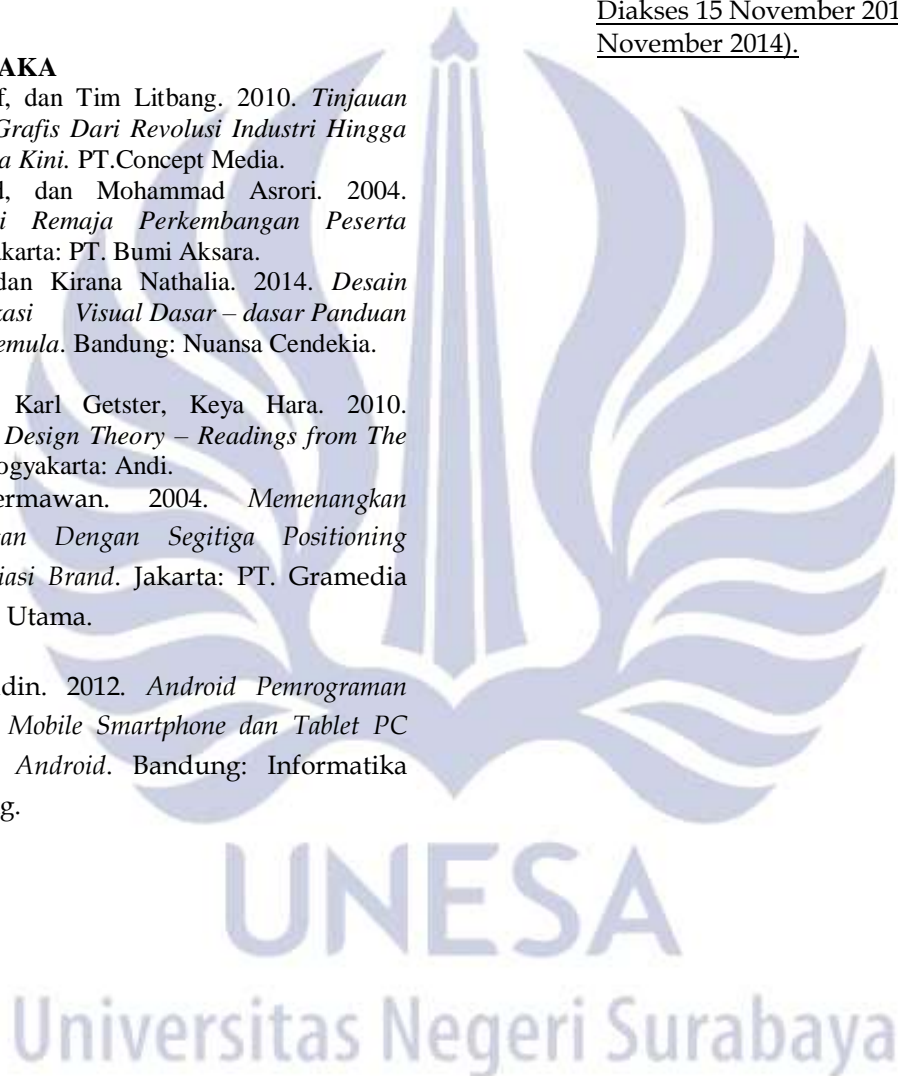 AKA
f, dan Tim Litbang. 2010. Tinjauan
Grafis Dari Revolusi Industri Hingga
a Kini. PT.Concept Media.
d, dan Mohammad Asrori. 2004.
i Remaja Perkembangan Peserta
akarta: PT. Bumi Aksara.
dan Kirana Nathalia. 2014. Desain
kasi Visual Dasar – dasar Panduan
emula. Bandung: Nuansa Cendekia.
Karl Getster, Keya Hara. 2010.
Design Theory – Readings from The
ogyakarta: Andi.
ermawan. 2004. Memenangkan
an Dengan Segitiga Positioning
iasi Brand. Jakarta: PT. Gramedia
Utama.
din. 2012. Android Pemrograman
Mobile Smartphone dan Tablet PC
Android. Bandung: Informatika
g.
Diakses 15 November 201
November 2014).
UNESA
Universitas Negeri Surabaya